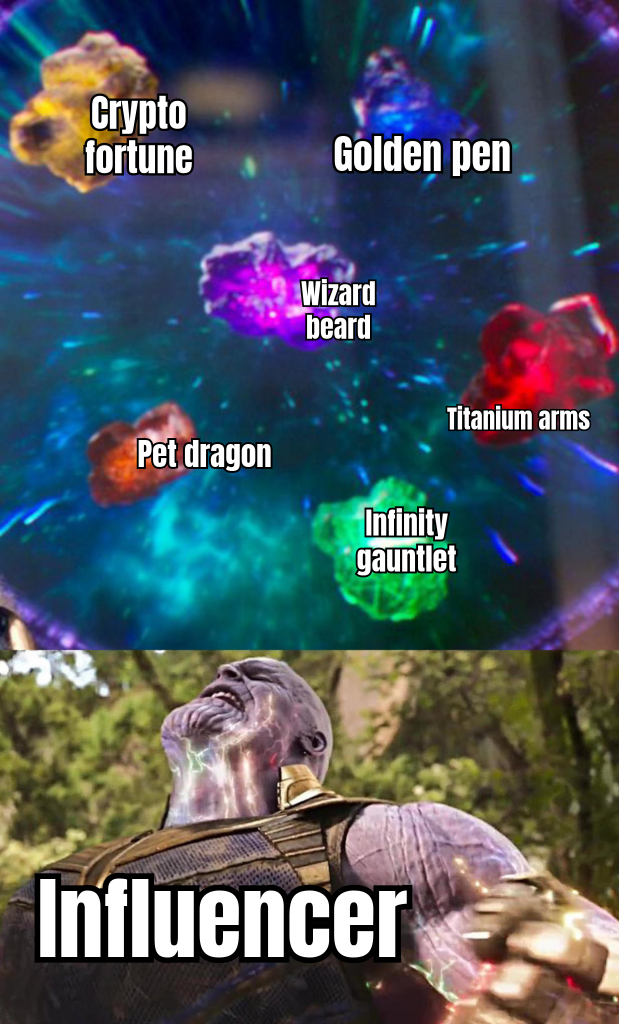 Crypto
fortune
Golden pen
Wizard
beard
Titanium arms
Pet dragon
Infinity
gauntlet
Influencer